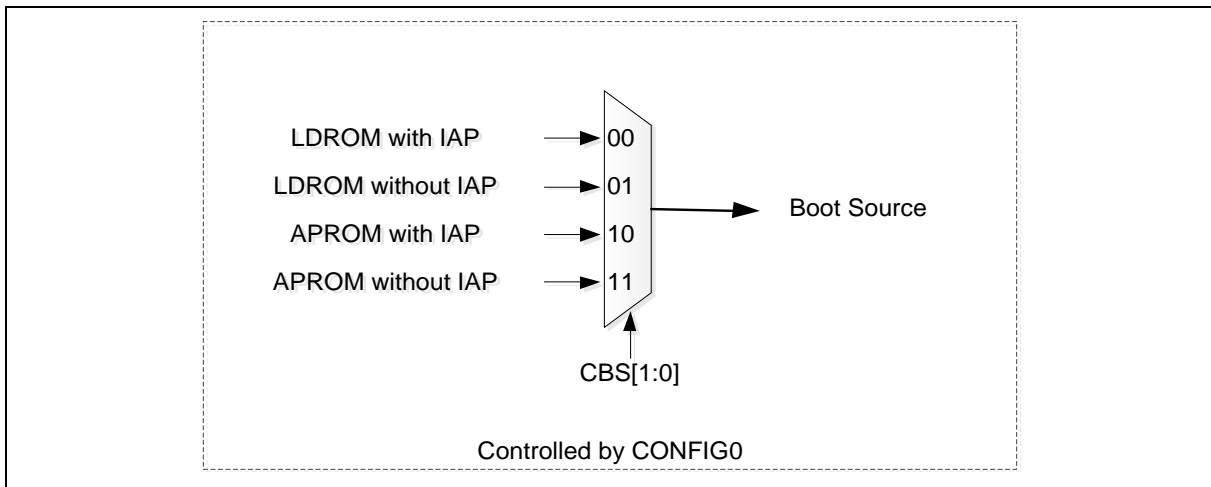 LDROM with IAP
00
LDROM without IAP
01
Boot Source
APROM with IAP
10
APROM without IAP
11
CBS[1:0]
Controlled by CONFIG0